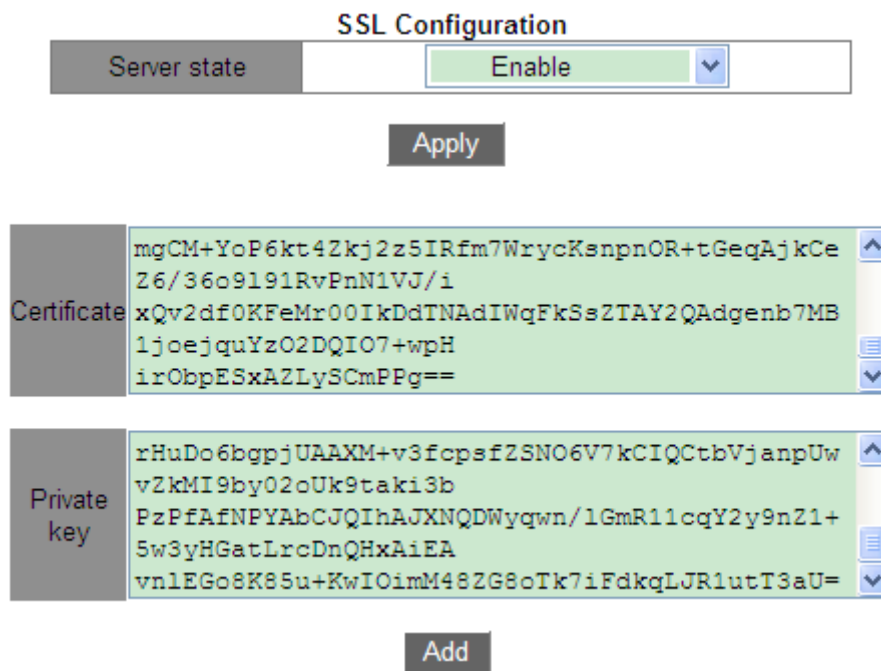 SSL Configuration
Server state Enable
Apply
Certificate
mgCM+YoP6kt4Zkj2z5IRfm7WrycKsnpnOR+tGeqAjkCe
Z6/36o9l91RvPnN1VJ/i
xQv2df0KFeMr00IkDdTNAdIWqFkSsZTAY2QAdgenb7MB
1joejquYzO2DQIO7+wpH
irObpESxAZLySCmPPg==
Private
key
rHuDo6bgpjUAAXM+v3fcpsfZSNO6V7kCIQCtbVjanpUw
vZkMI9by02oUk9taki3b
PzPfAfNPYAbCJQIhAJXNQDWyqwn/lGmR11cqY2y9nZ1+
5w3yHGatLrcDnQHxAiEA
vnlEGo8K85u+KwIOimM48ZG8oTk7iFdkqLJR1utT3aU=
Add